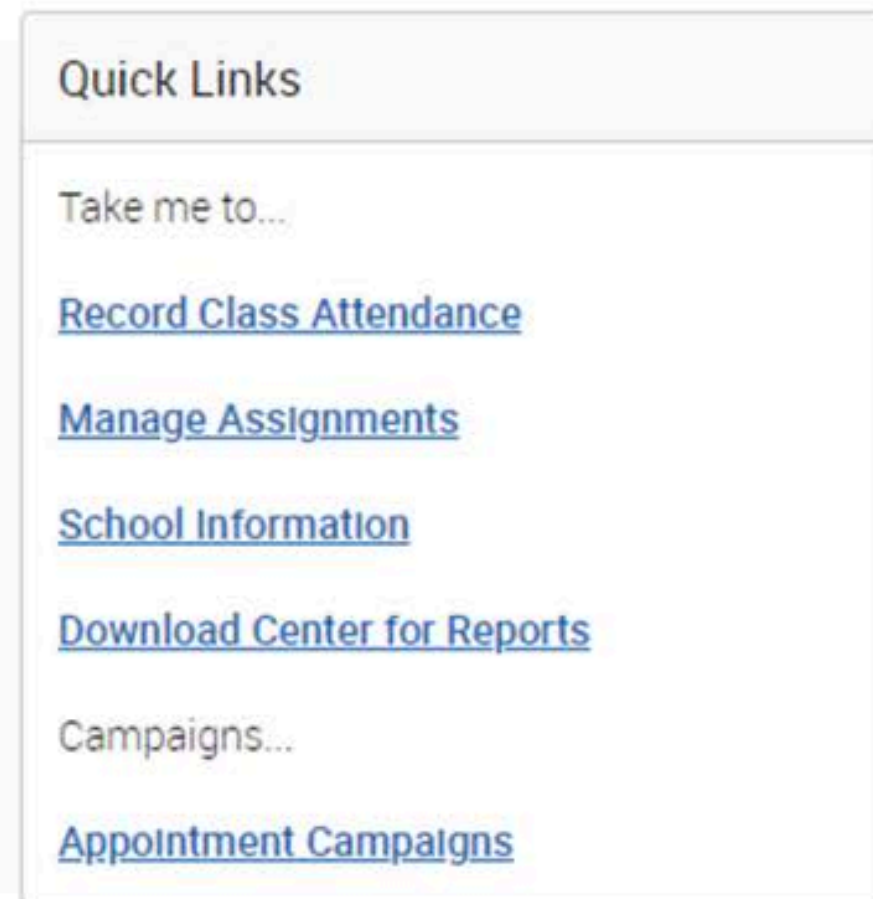 Quick Links
Take me to...
Record Class Attendance
Manage Assignments
School Information
Download Center for Reports
Campaigns...
Appointment Campaigns